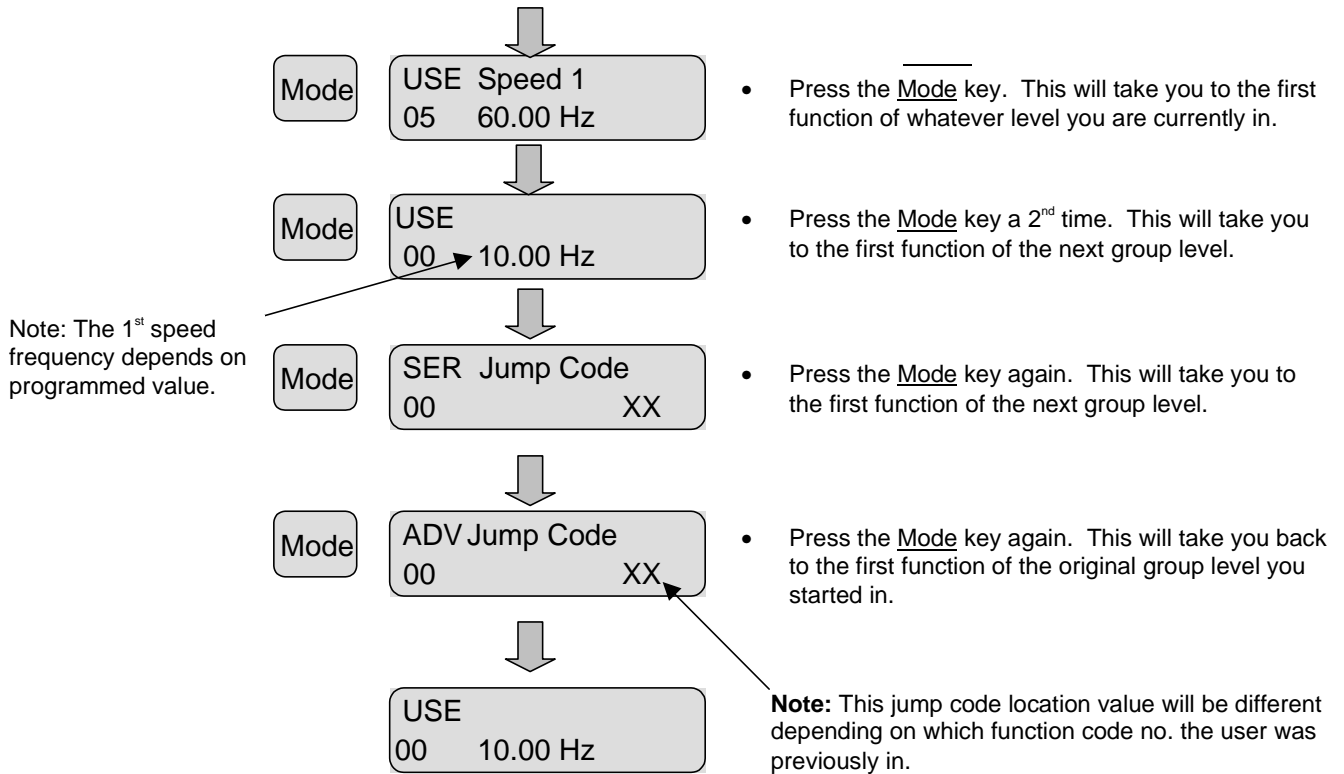 Mode
USE Speed 1
05 60.00 Hz
• Press the Mode key. This will take you to the first
function of whatever level you are currently in.
Mode
USE
00 10.00 Hz
• Press the Mode key a 2nd time. This will take you
to the first function of the next group level.
Note: The 1st speed
frequency depends on
programmed value.
Mode
SER Jump Code
00 XX
• Press the Mode key again. This will take you to
the first function of the next group level.
Mode
ADV Jump Code
00 XX
• Press the Mode key again. This will take you back
to the first function of the original group level you
started in.
USE
00 10.00 Hz
Note: This jump code location value will be different
depending on which function code no. the user was
previously in.